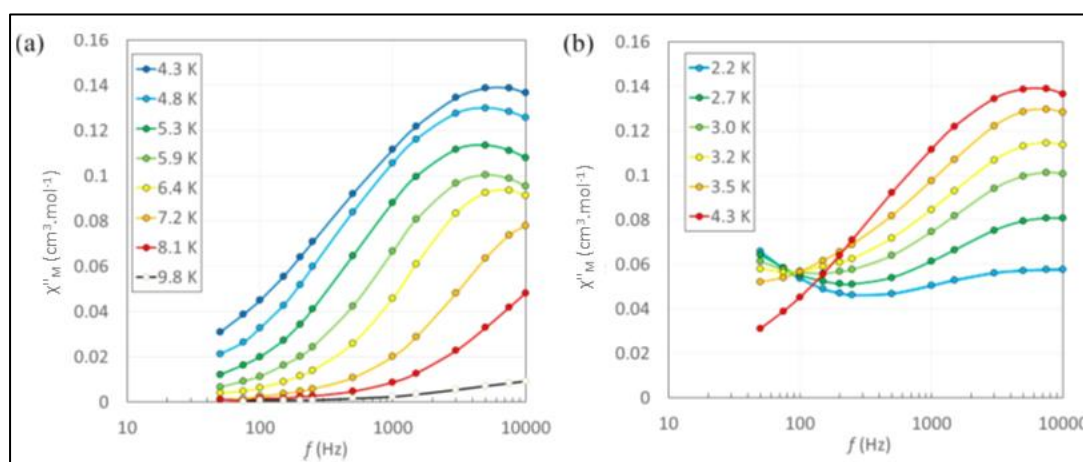 (a)
0.16
0.14
0.12
0.1
0.08
0.06
0.04
0.02
0
χ''M (cm³.mol⁻¹)
4.3 K
4.8 K
5.3 K
5.9 K
6.4 K
7.2 K
8.1 K
9.8 K
10 100 1000 10000
f (Hz)
(b)
0.16
0.14
0.12
0.1
0.08
0.06
0.04
0.02
0
χ''M (cm³.mol⁻¹)
2.2 K
2.7 K
3.0 K
3.2 K
3.5 K
4.3 K
10 100 1000 10000
f (Hz)